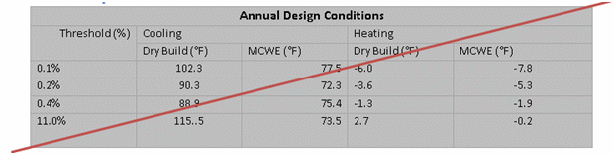 Annual Design Conditions
Threshold (%) Cooling Heating
Dry Build (°F) MCWE (°F) Dry Build (°F) MCWE (°F)
0.1% 102.3 77.5 -6.0 -7.8
0.2% 90.3 72.3 -3.6 -5.3
0.4% 88.9 75.4 -1.3 -1.9
11.0% 115..5 73.5 2.7 -0.2